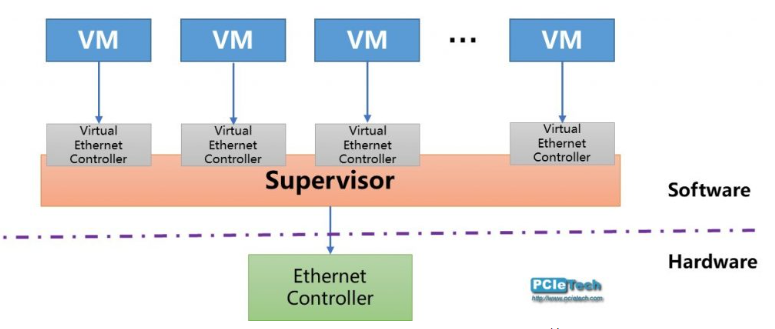 VM
VM
VM
...
VM
Virtual
Ethernet
Controller
Virtual
Ethernet
Controller
Virtual
Ethernet
Controller
Virtual
Ethernet
Controller
Supervisor
Software
Hardware
Ethernet
Controller
PCIeTech
http://www.pcietech.com